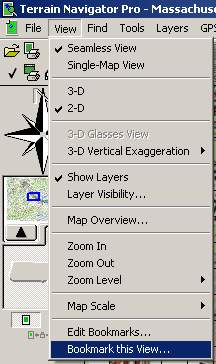 Terrain Navigator Pro - Massachuse
File View Find Tools Layers GPS
Seamless View
Single-Map View
3-D
2-D
3-D Glasses View
3-D Vertical Exaggeration
Show Layers
Layer Visibility...
Map Overview...
Zoom In
Zoom Out
Zoom Level
Map Scale
Edit Bookmarks...
Bookmark this View...